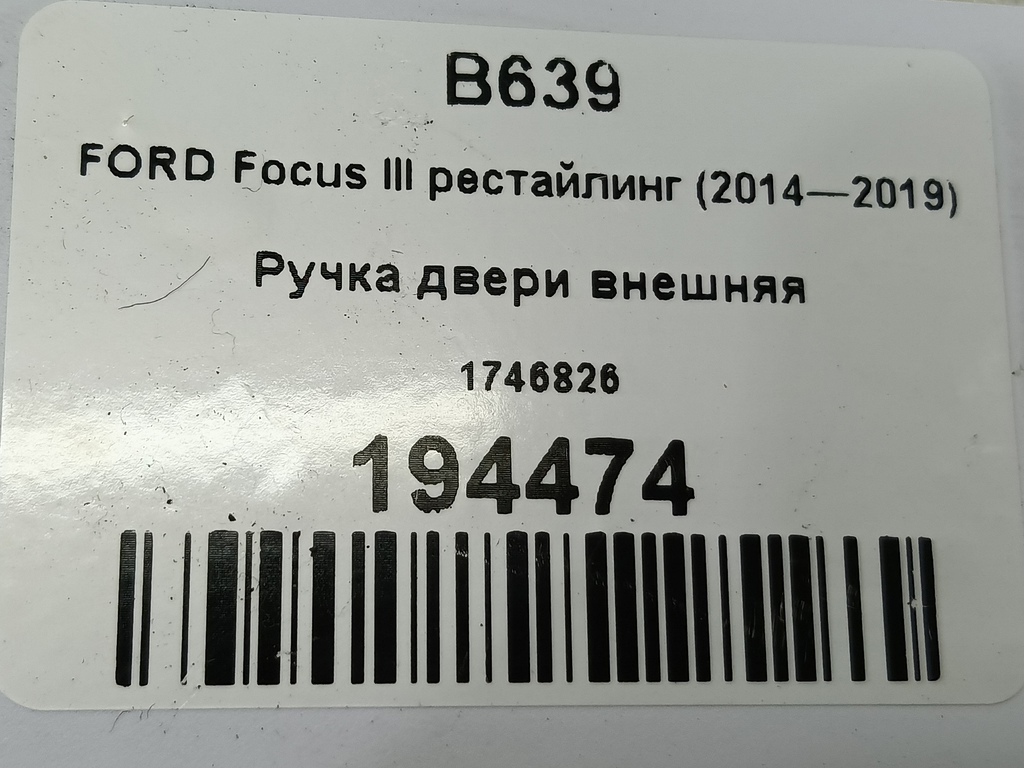 B639
FORD Focus III рестайлинг (2014—2019)
Ручка двери внешняя
1746826
194474